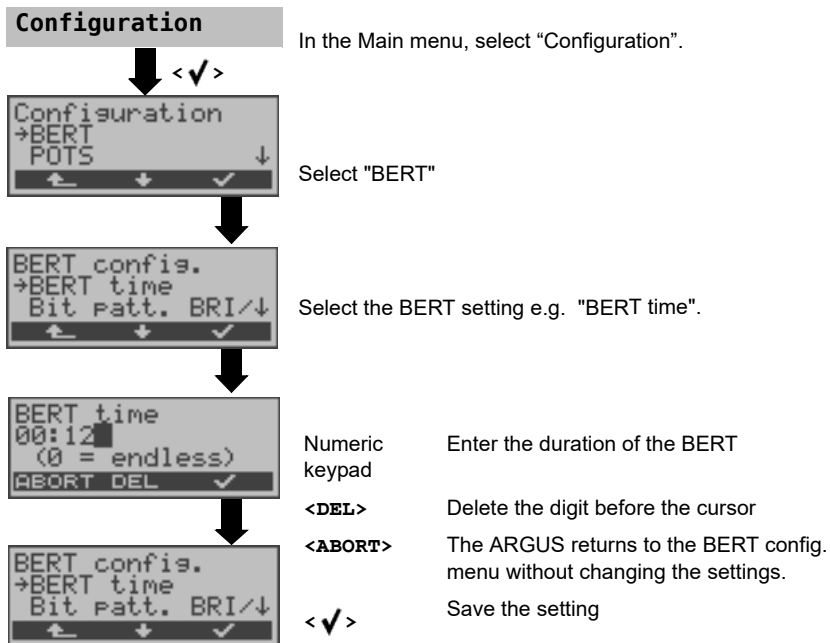 Configuration
In the Main menu, select “Configuration”.
<✓>
Configuration
→BERT
POTS ↓
Select "BERT"
BERT config.
→BERT time
Bit patt. BRI/↓
Select the BERT setting e.g. "BERT time".
BERT time
00:12
(0 = endless)
ABORT DEL ✓
Numeric keypad
Enter the duration of the BERT
<DEL> Delete the digit before the cursor
<ABORT> The ARGUS returns to the BERT config.
menu without changing the settings.
<✓> Save the setting
BERT config.
→BERT time
Bit patt. BRI/↓